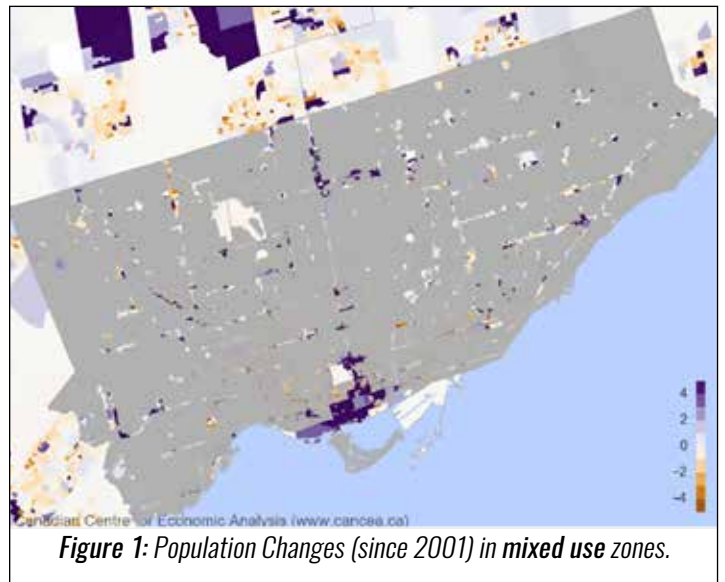 4
2
0
-2
-4
Canadian Centre for Economic Analysis (www.cancea.ca)
Figure 1: Population Changes (since 2001) in mixed use zones.